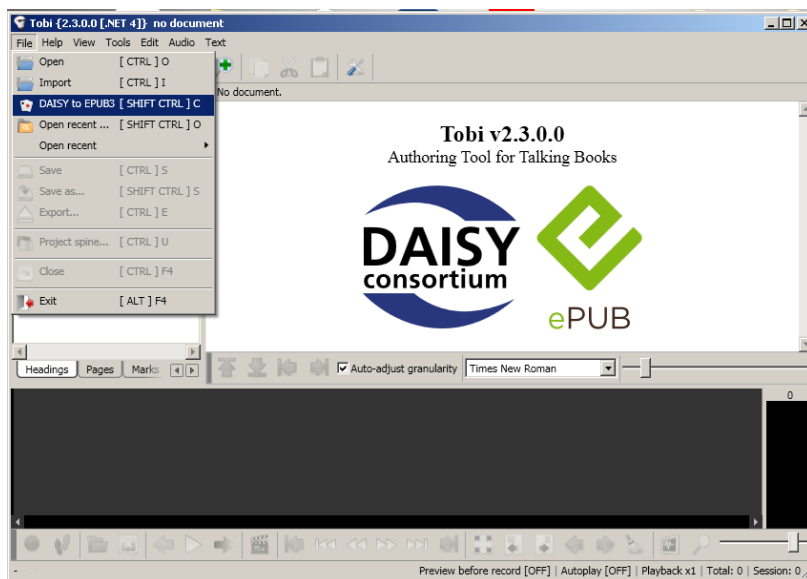 Tobi {2.3.0.0 [.NET 4]} no document
File Help View Tools Edit Audio Text
Open [ CTRL ] O
Import [ CTRL ] I
DAISY to EPUB3 [ SHIFT CTRL ] C
Open recent ... [ SHIFT CTRL ] O
Open recent
Save [ CTRL ] S
Save as... [ SHIFT CTRL ] S
Export... [ CTRL ] E
Project spine... [ CTRL ] U
Close [ CTRL ] F4
Exit [ ALT ] F4
No document.
Tobi v2.3.0.0
Authoring Tool for Talking Books
DAISY
consortium
ePUB
Headings Pages Marks
Auto-adjust granularity Times New Roman
0
Preview before record [OFF] | Autoplay [OFF] | Playback x1 | Total: 0 | Session: 0